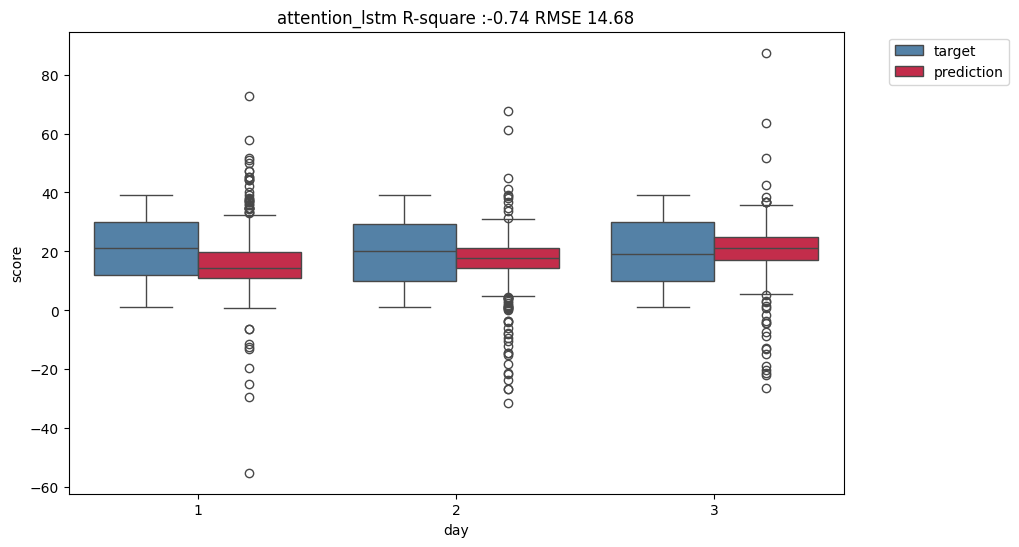 attention_lstm R-square :-0.74 RMSE 14.68
target
prediction
80
60
40
20
0
−20
−40
−60
score
1 2 3
day